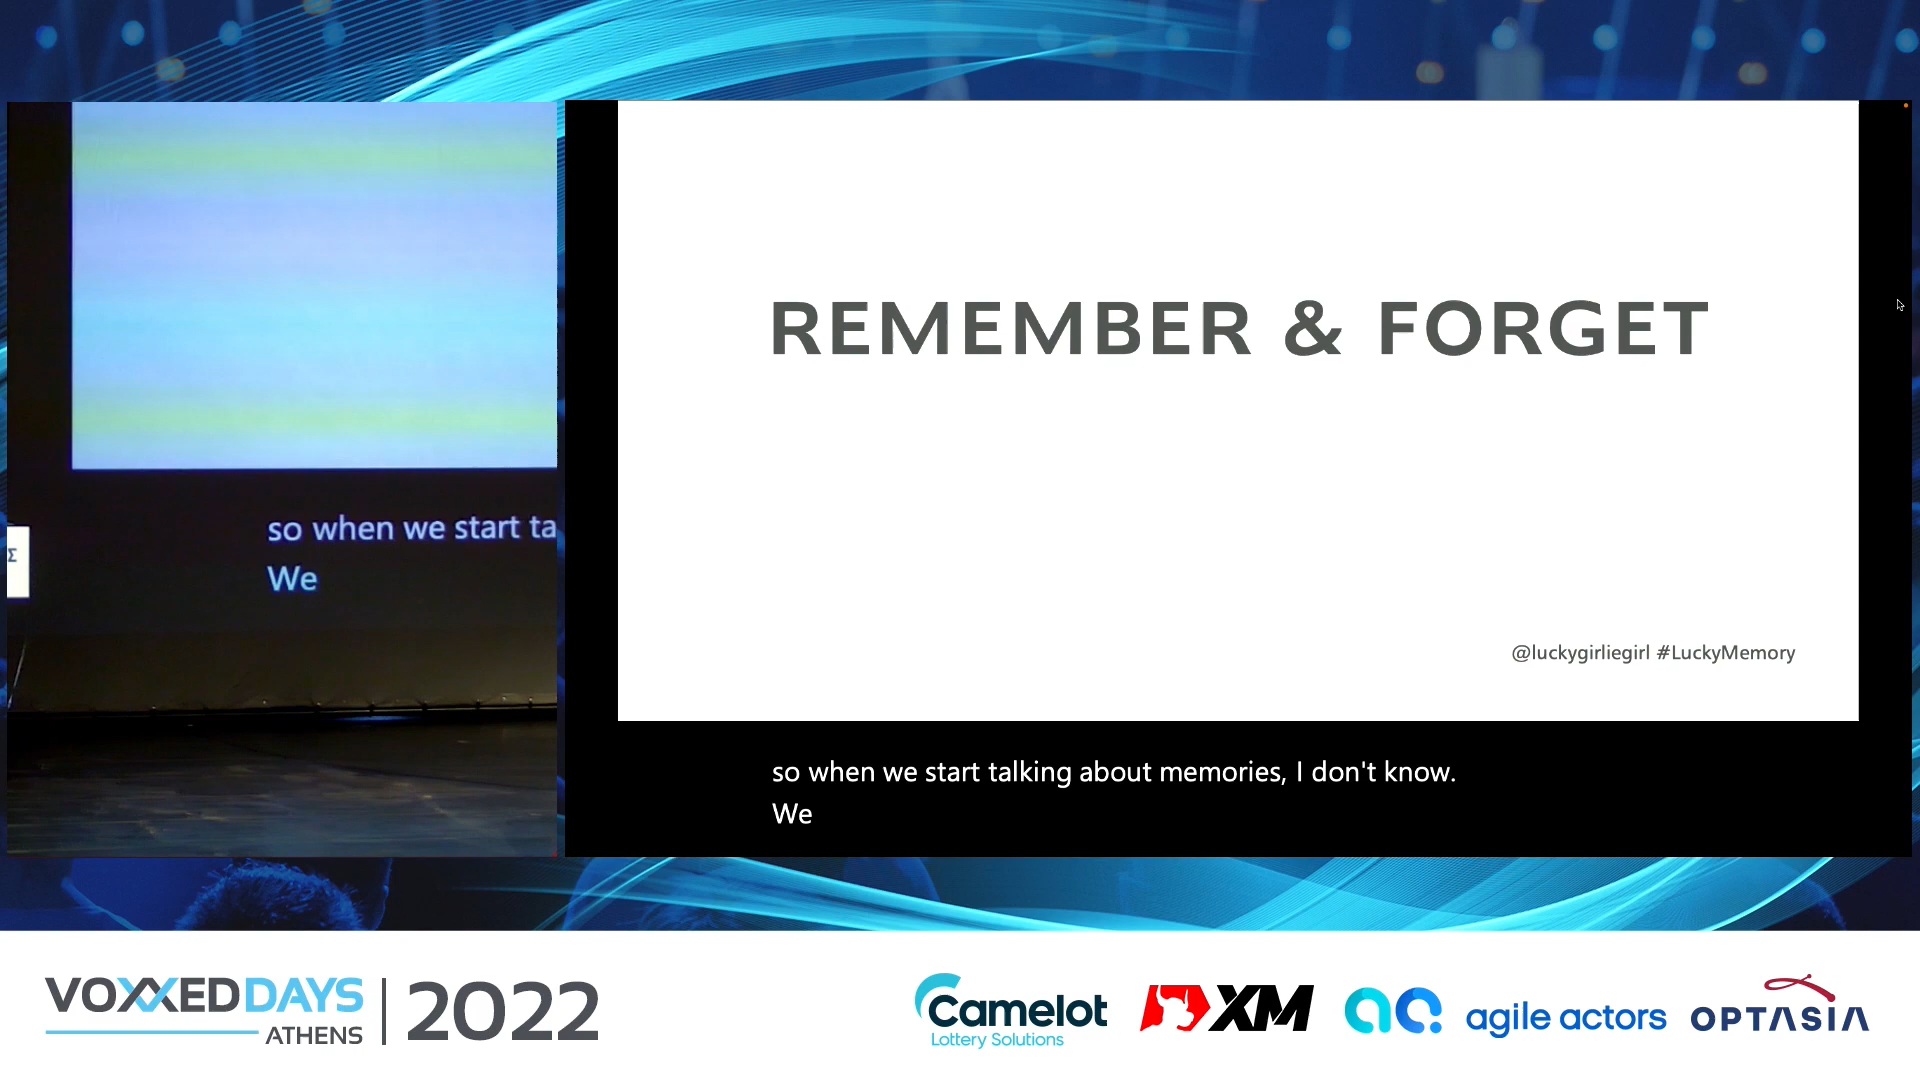 so when we start ta
We
Σ
REMEMBER & FORGET
@luckygirliegirl #LuckyMemory
so when we start talking about memories, I don't know.
We
VOXXEDDAYS
ATHENS
2022
Camelot
Lottery Solutions
XM
agile actors
OPTASIA